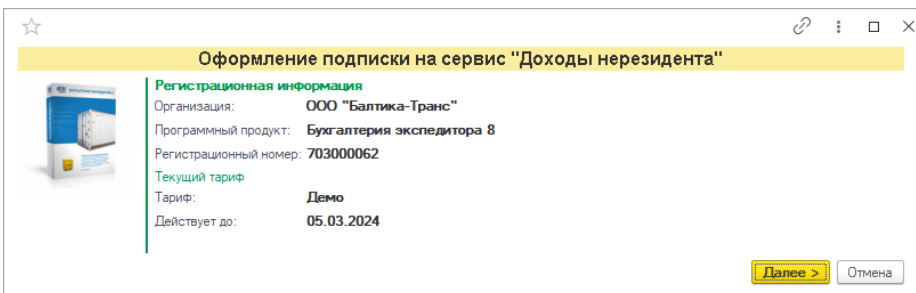 Оформление подписки на сервис "Доходы нерезидента"
Регистрационная информация
Организация: ООО "Балтика-Транс"
Программный продукт: Бухгалтерия экспедитора 8
Регистрационный номер: 703000062
Текущий тариф
Тариф: Демо
Действует до: 05.03.2024
Далее > Отмена